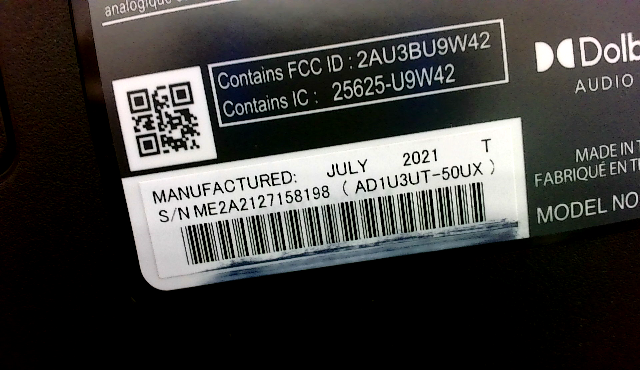 analogique
Contains FCC ID : 2AU3BU9W42
Contains IC : 25625-U9W42
AUDIO
MADE IN
FABRIQUÉ EN
MANUFACTURED: JULY 2021 T
S/N ME2A2127158198 ( AD1U3UT-50UX )
MODEL NO